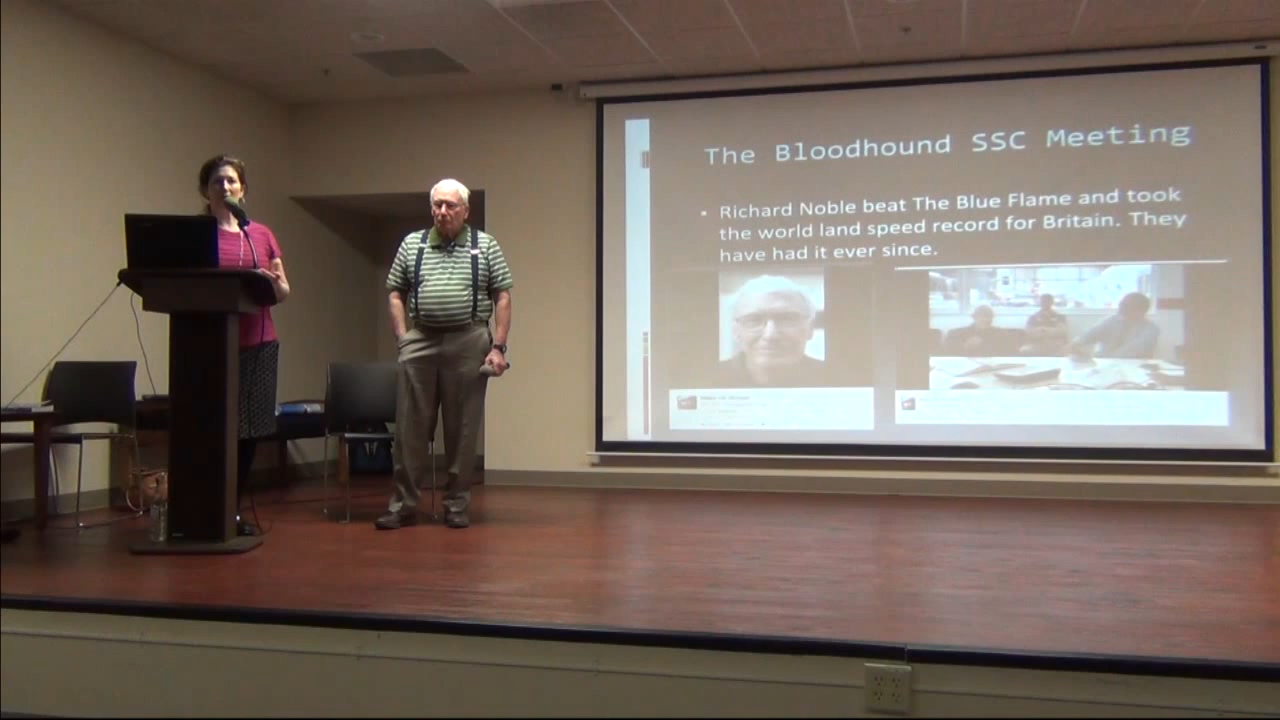 The Bloodhound SSC Meeting
• Richard Noble beat The Blue Flame and took
the world land speed record for Britain. They
have had it ever since.